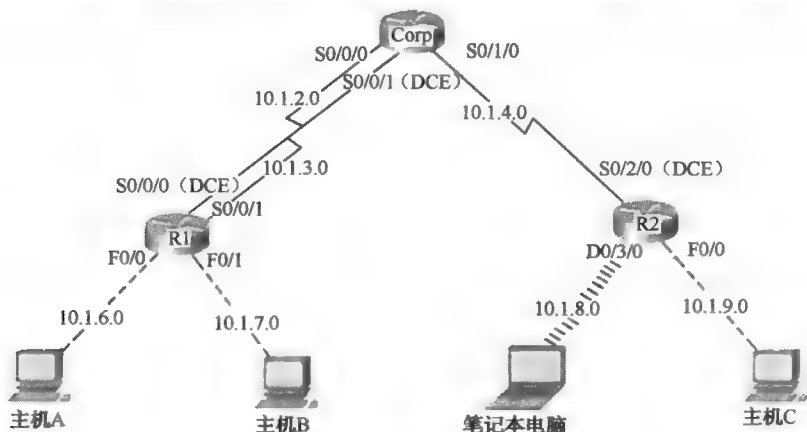 Corp
S0/0/0
S0/1/0
S0/0/1（DCE）
10.1.2.0
10.1.4.0
10.1.3.0
S0/0/0（DCE）
S0/2/0（DCE）
S0/0/1
R1
R2
F0/0
F0/1
D0/3/0
F0/0
10.1.6.0
10.1.7.0
10.1.8.0
10.1.9.0
主机A
主机B
笔记本电脑
主机C